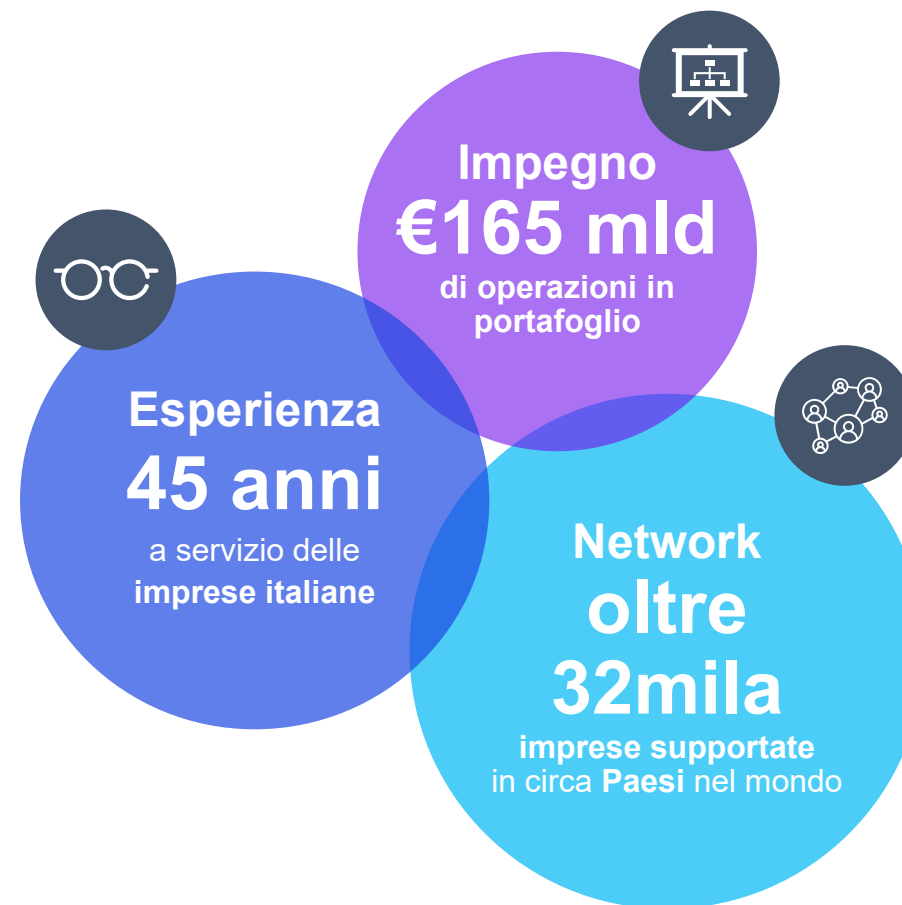 Impegno
€165 mld
di operazioni in
portafoglio
Esperienza
45 anni
a servizio delle
imprese italiane
Network
oltre
32mila
imprese supportate
in circa Paesi nel mondo